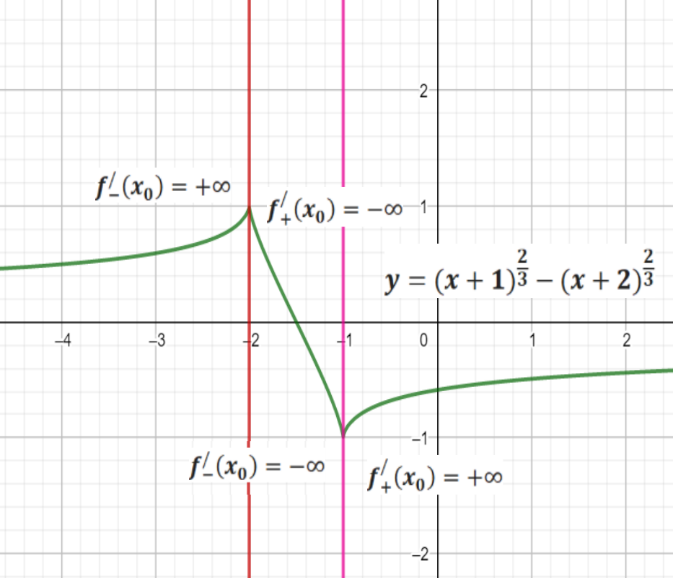 2
f′₋(x₀) = +∞
f′₊(x₀) = −∞ 1
y = (x + 1)^{2/3} − (x + 2)^{2/3}
−4 −3 −2 −1 0 1 2
−1
f′₋(x₀) = −∞
f′₊(x₀) = +∞
−2